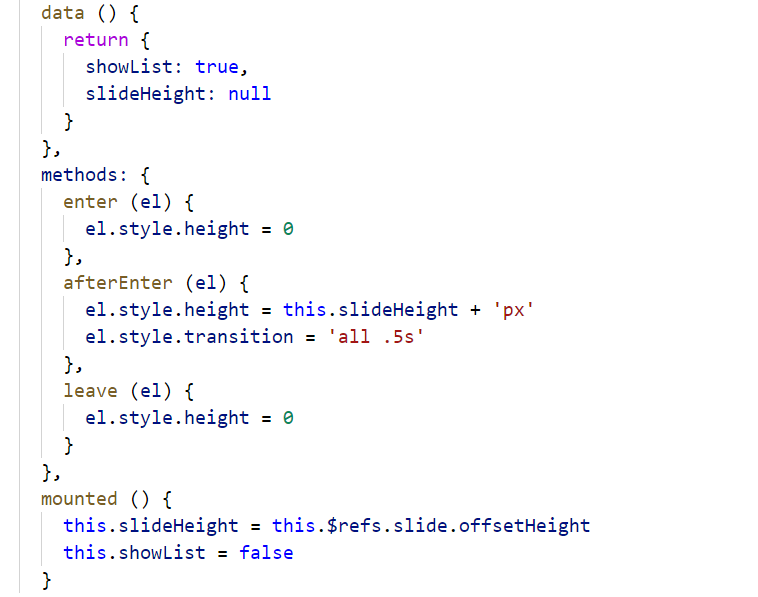 data () {
  return {
    showList: true,
    slideHeight: null
  }
},
methods: {
  enter (el) {
    el.style.height = 0
  },
  afterEnter (el) {
    el.style.height = this.slideHeight + 'px'
    el.style.transition = 'all .5s'
  },
  leave (el) {
    el.style.height = 0
  }
},
mounted () {
  this.slideHeight = this.$refs.slide.offsetHeight
  this.showList = false
}